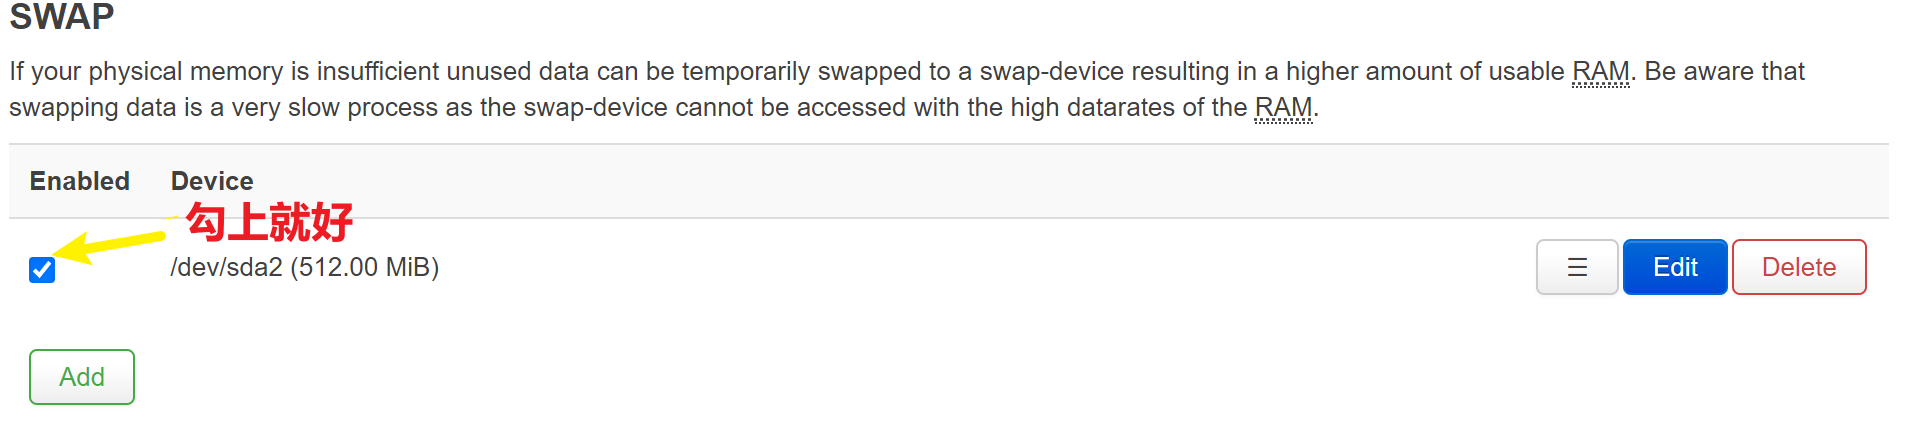 SWAP
If your physical memory is insufficient unused data can be temporarily swapped to a swap-device resulting in a higher amount of usable RAM. Be aware that
swapping data is a very slow process as the swap-device cannot be accessed with the high datarates of the RAM.
Enabled Device
勾上就好
/dev/sda2 (512.00 MiB) ☰ Edit Delete
Add